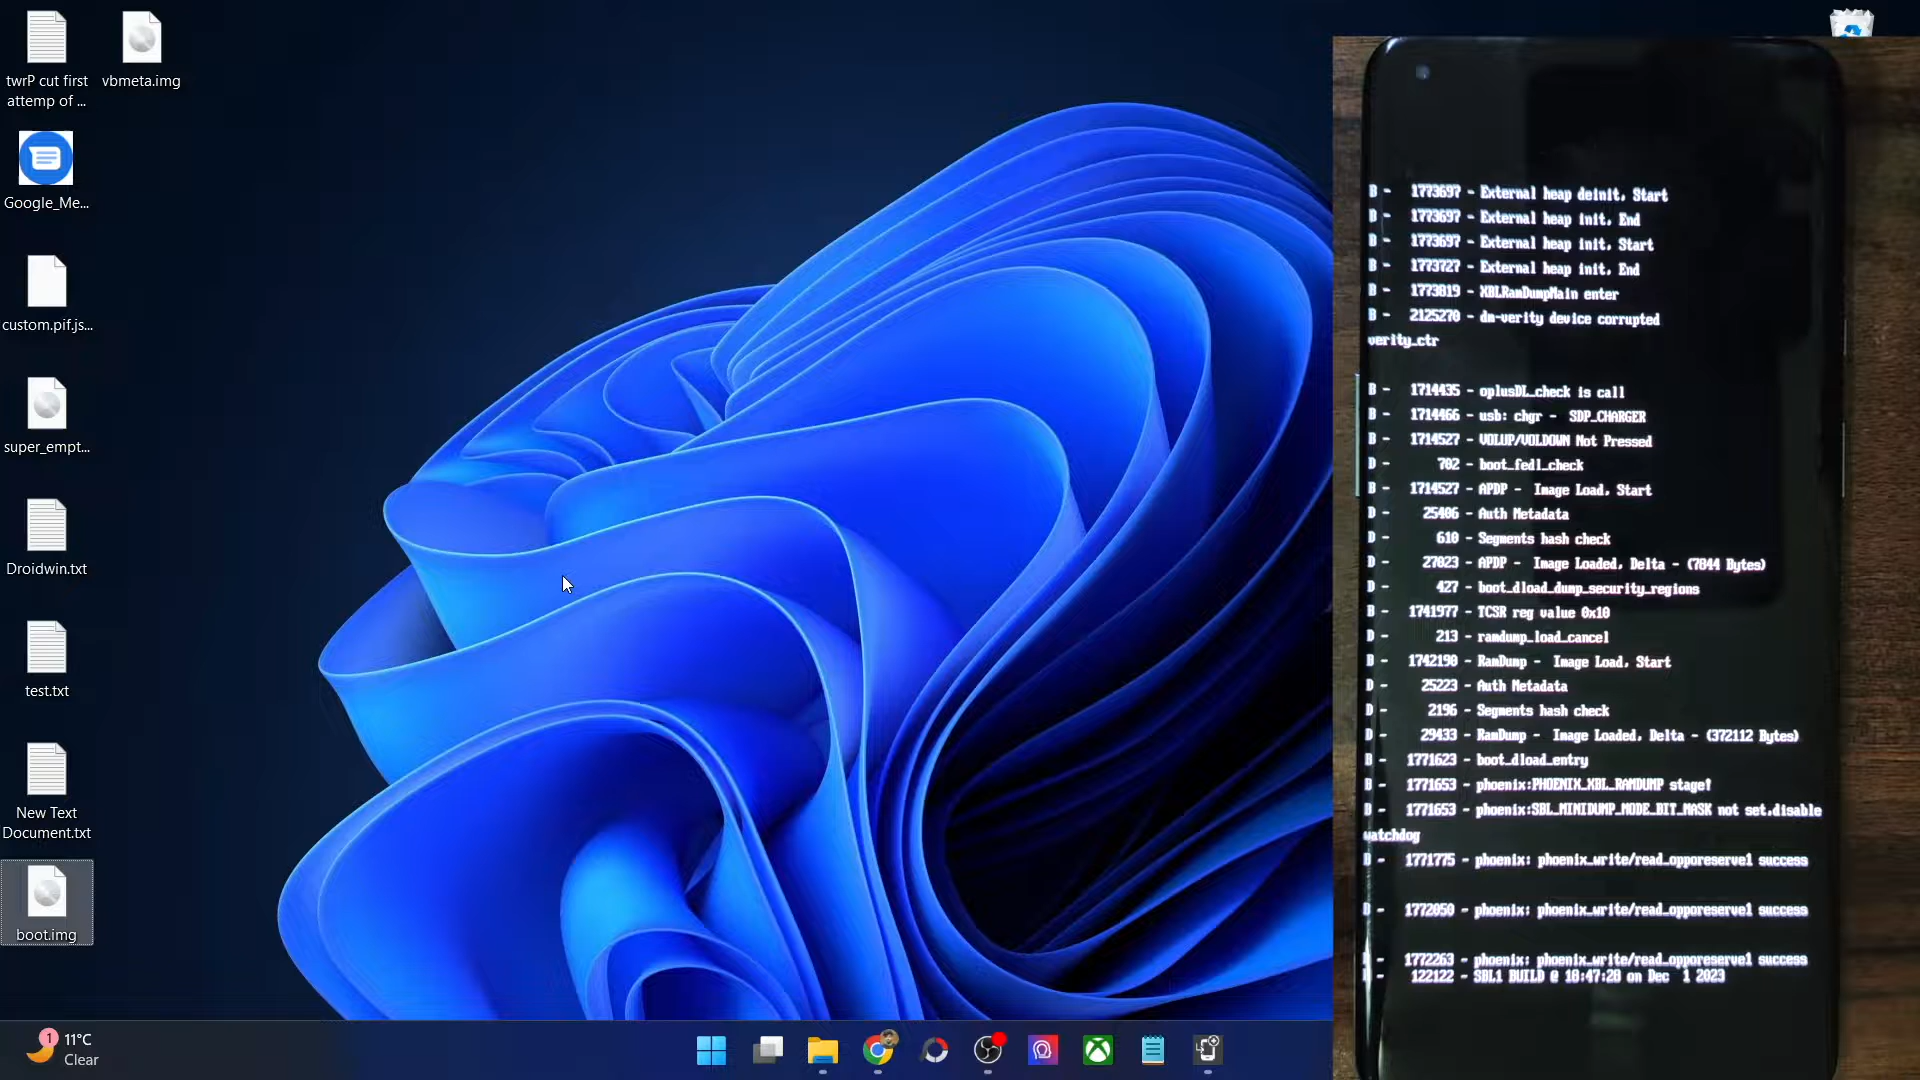 twrP cut first
attemp of ...
vbmeta.img
Google_Me...
custom.pif.js...
super_empt...
Droidwin.txt
test.txt
New Text
Document.txt
boot.img
B - 1773697 - External heap deinit, Start
B - 1773697 - External heap init, End
B - 1773697 - External heap init, Start
B - 1773727 - External heap init, End
B - 1773819 - XBLRamDumpMain enter
B - 2125270 - dm-verity device corrupted
verity_ctr
B - 1714435 - oplusDL_check is call
B - 1714466 - usb: chgr - SDP_CHARGER
B - 1714527 - VOLUP/VOLDOWN Not Pressed
D - 702 - boot_fedl_check
B - 1714527 - APDP - Image Load, Start
D - 25406 - Auth Metadata
D - 610 - Segments hash check
D - 27023 - APDP - Image Loaded, Delta - (7844 Bytes)
D - 427 - boot_dload_dump_security_regions
B - 1741977 - TCSR reg value 0x10
D - 213 - ramdump_load_cancel
B - 1742190 - RamDump - Image Load, Start
D - 25223 - Auth Metadata
D - 2196 - Segments hash check
D - 29433 - RamDump - Image Loaded, Delta - (372112 Bytes)
B - 1771623 - boot_dload_entry
B - 1771653 - phoenix:PHOENIX_XBL_RAMDUMP stage!
B - 1771653 - phoenix:SBL_MINIDUMP_MODE_BIT_MASK not set,disable
watchdog
B - 1771775 - phoenix: phoenix_write/read_opporeserve1 success
B - 1772050 - phoenix: phoenix_write/read_opporeserve1 success
B - 1772263 - phoenix: phoenix_write/read_opporeserve1 success
122122 - SBL1 BUILD @ 18:47:28 on Dec 1 2023
1
11°C
Clear